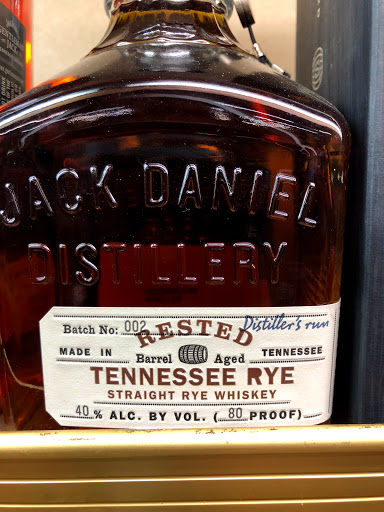 JACK DANIEL
DISTILLERY
Batch No: 002 Distiller's run
RESTED
MADE IN Barrel Aged TENNESSEE
TENNESSEE RYE
STRAIGHT RYE WHISKEY
40 % ALC. BY VOL. ( 80 PROOF)